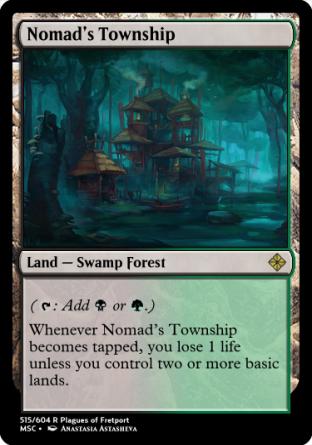 Nomad's Township
Land — Swamp Forest
( : Add or .)
Whenever Nomad's Township
becomes tapped, you lose 1 life
unless you control two or more basic
lands.
515/604 R Plagues of Fretport
MSC • Anastasia Astasheva